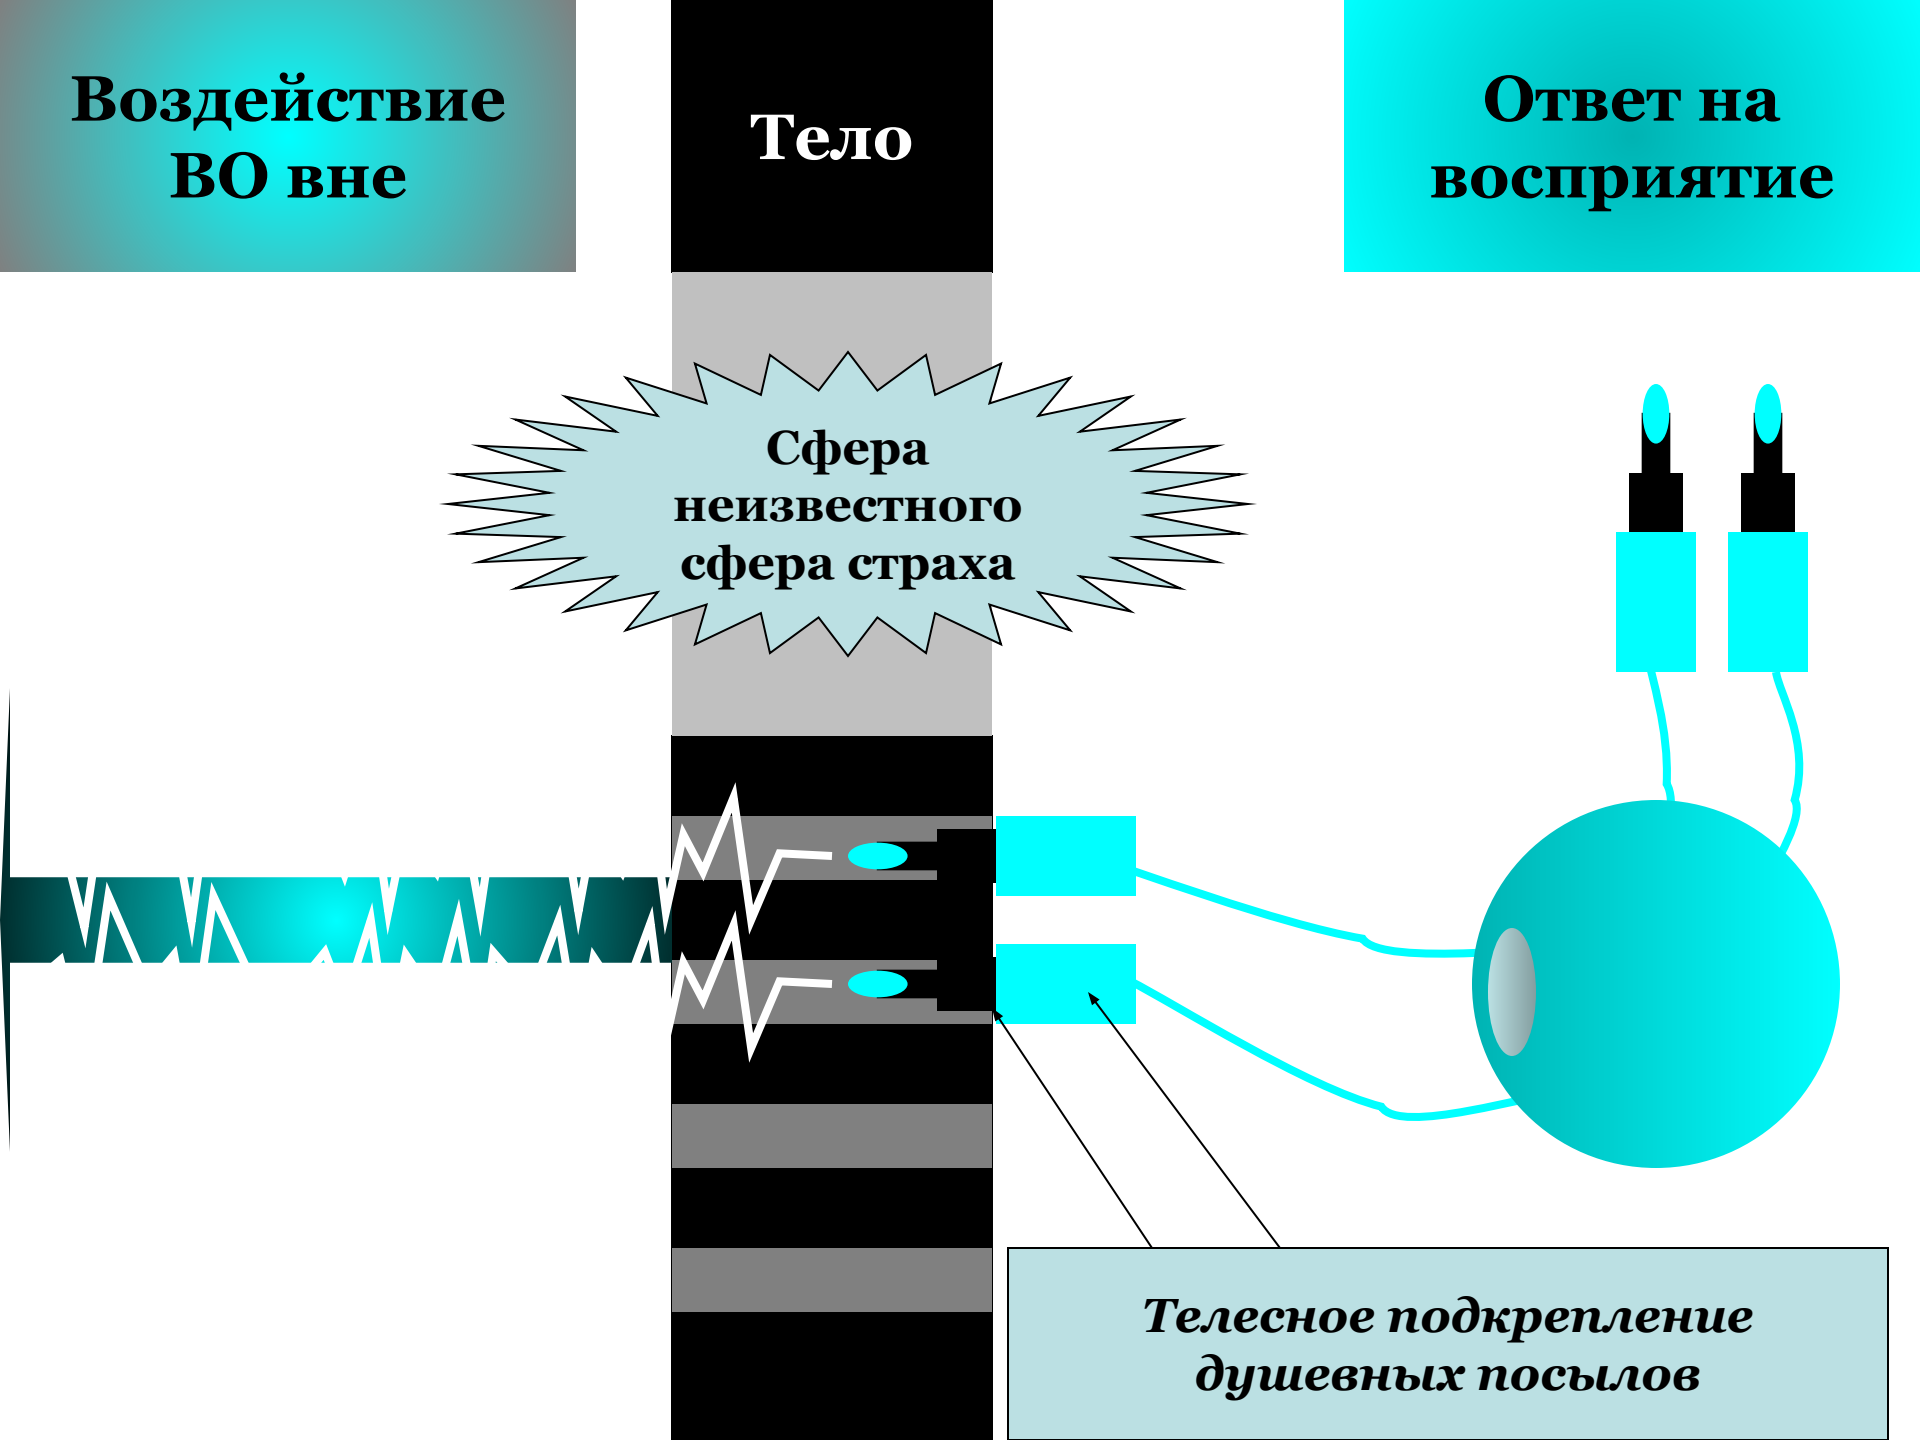 Воздействие
ВО вне
Тело
Ответ на
восприятие
Сфера
неизвестного
сфера страха
Телесное подкрепление
душевных посылов